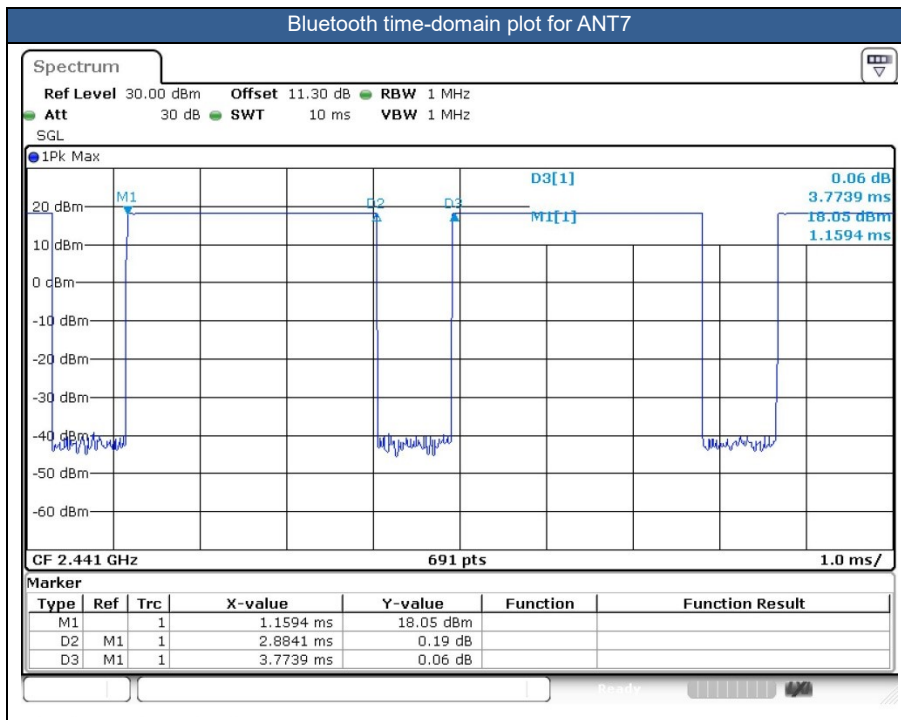 Bluetooth time-domain plot for ANT7
Spectrum
Ref Level 30.00 dBm Offset 11.30 dB RBW 1 MHz
Att 30 dB SWT 10 ms VBW 1 MHz
SGL
1Pk Max
D3[1] 0.06 dB
3.7739 ms
M1[1] 18.05 dBm
1.1594 ms
M1
D2 D3
20 dBm
10 dBm
0 dBm
-10 dBm
-20 dBm
-30 dBm
-40 dBm
-50 dBm
-60 dBm
CF 2.441 GHz 691 pts 1.0 ms/
Marker
Type Ref Trc X-value Y-value Function Function Result
M1 1 1.1594 ms 18.05 dBm
D2 M1 1 2.8841 ms 0.19 dB
D3 M1 1 3.7739 ms 0.06 dB
Ready